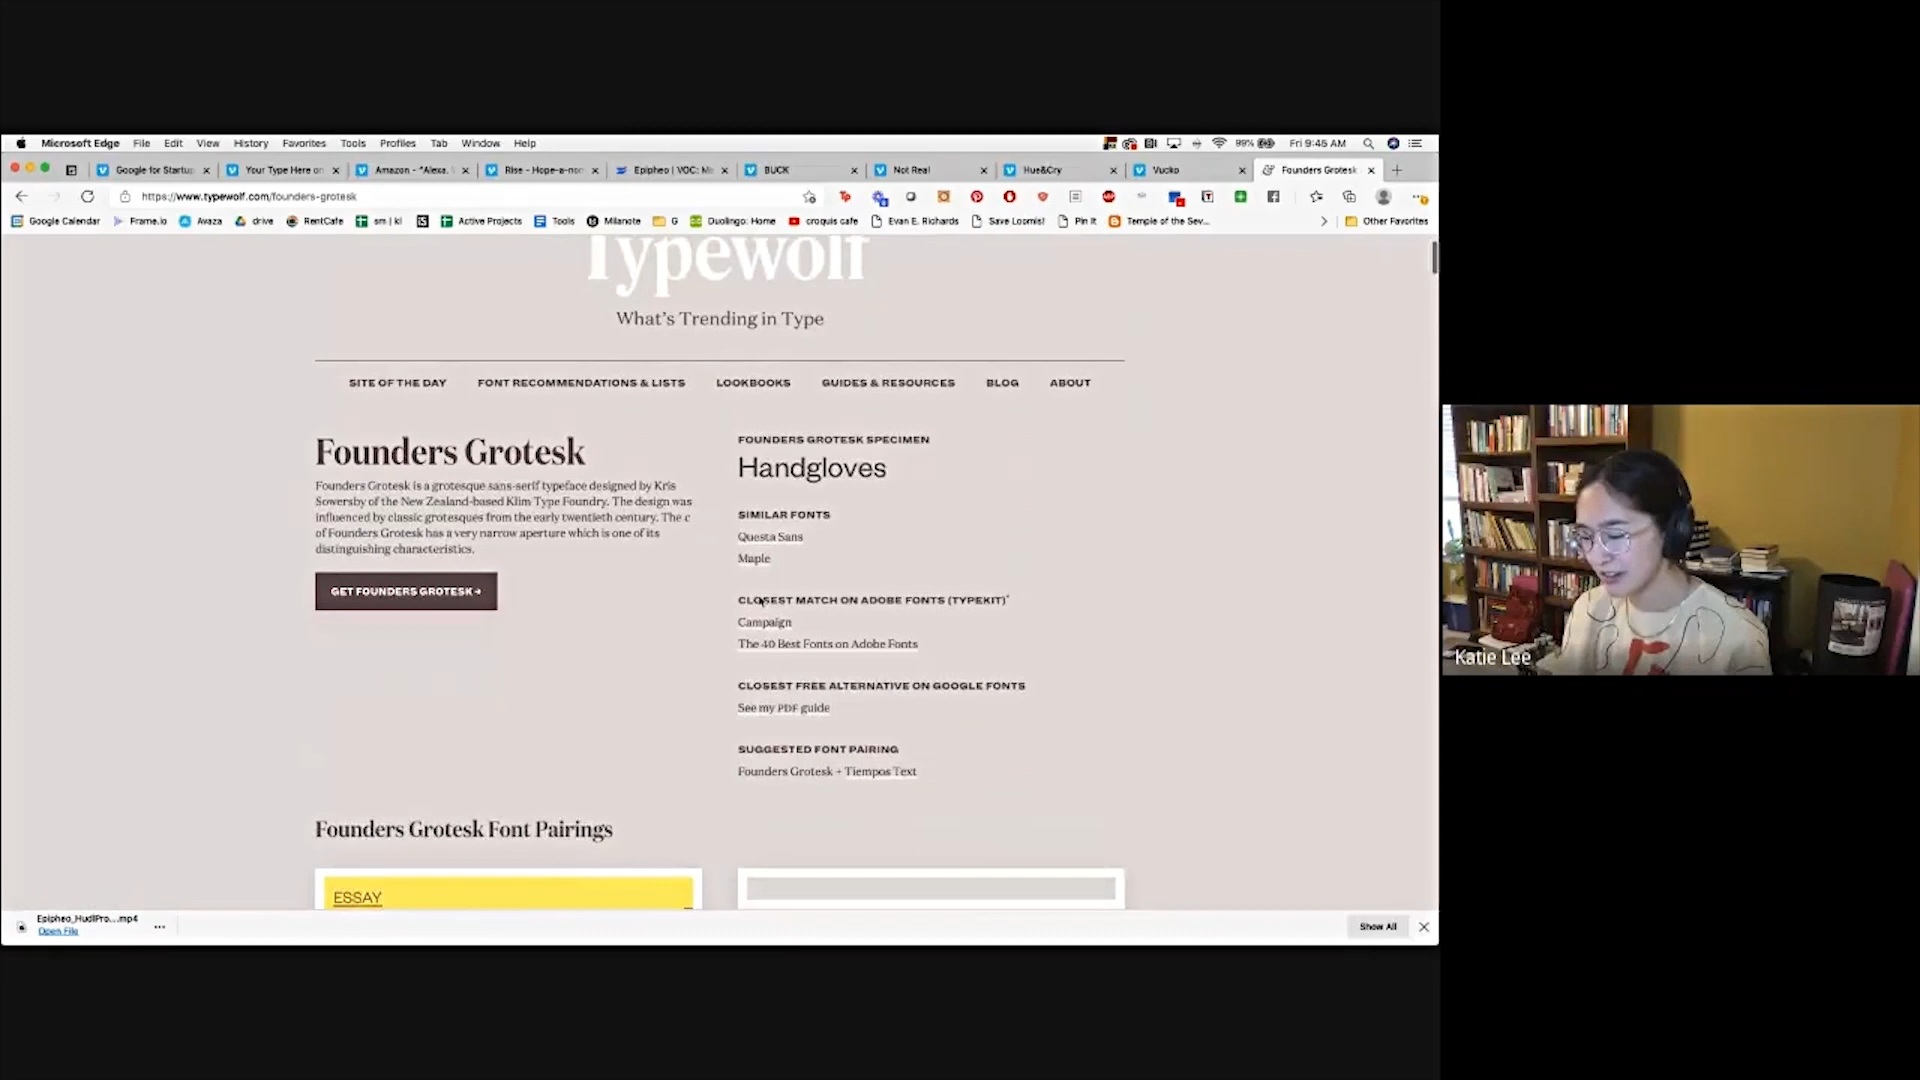 Microsoft Edge File Edit View History Favorites Tools Profiles Tab Window Help 99% Fri 9:45 AM
Google for Startup Your Type Here on Amazon - "Alexa, Rise - Hope-a-non Epipheo | VOC: Me BUCK Not Real Hue&Cry Vucko Founders Grotesk
https://www.typewolf.com/founders-grotesk
Google Calendar Frame.io Avaza drive RentCafe sm | kl Active Projects Tools Milanote G Duolingo: Home croquis cafe Evan E. Richards Save Loomis! Pin It Temple of the Sev... Other Favorites
Typewolf
What's Trending in Type
SITE OF THE DAY FONT RECOMMENDATIONS & LISTS LOOKBOOKS GUIDES & RESOURCES BLOG ABOUT
Founders Grotesk
Founders Grotesk is a grotesque sans-serif typeface designed by Kris
Sowersby of the New Zealand-based Klim Type Foundry. The design was
influenced by classic grotesques from the early twentieth century. The c
of Founders Grotesk has a very narrow aperture which is one of its
distinguishing characteristics.
GET FOUNDERS GROTESK →
FOUNDERS GROTESK SPECIMEN
Handgloves
SIMILAR FONTS
Questa Sans
Maple
CLOSEST MATCH ON ADOBE FONTS (TYPEKIT)*
Campaign
The 40 Best Fonts on Adobe Fonts
CLOSEST FREE ALTERNATIVE ON GOOGLE FONTS
See my PDF guide
SUGGESTED FONT PAIRING
Founders Grotesk + Tiempos Text
Founders Grotesk Font Pairings
ESSAY
Epipheo_HudlPro...mp4
Open File
Show All
Katie Lee